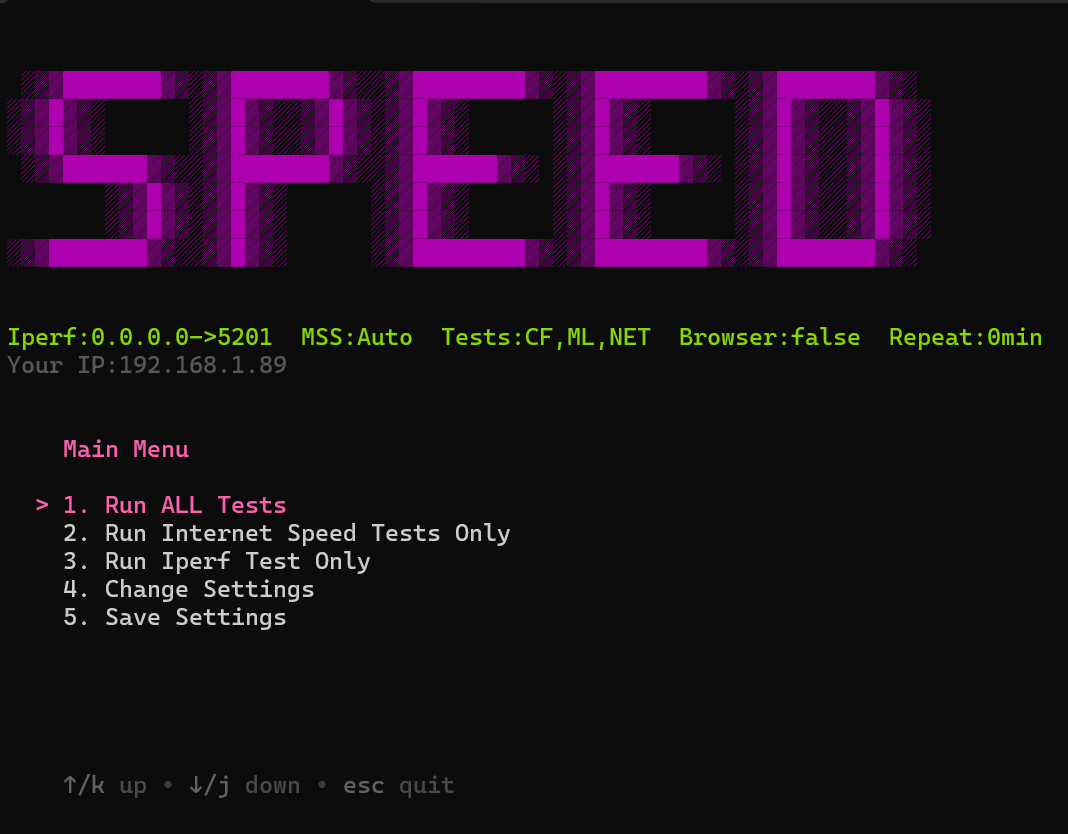 SPEED
Iperf:0.0.0.0->5201  MSS:Auto  Tests:CF,ML,NET  Browser:false  Repeat:0min
Your IP:192.168.1.89
Main Menu
> 1. Run ALL Tests
2. Run Internet Speed Tests Only
3. Run Iperf Test Only
4. Change Settings
5. Save Settings
↑/k up • ↓/j down • esc quit